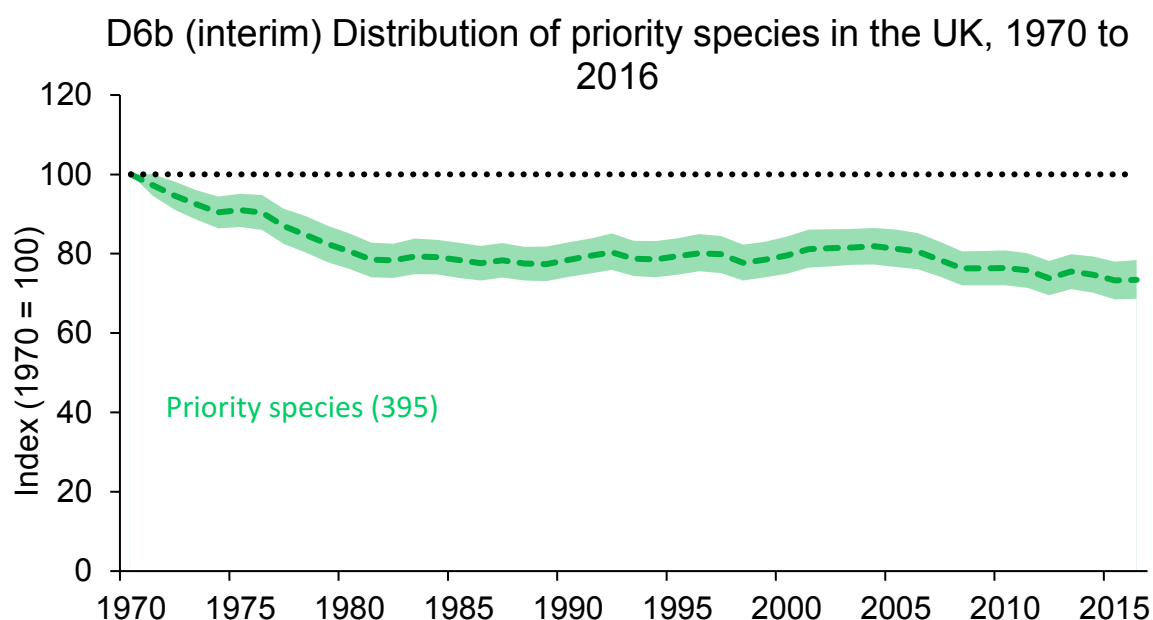 D6b (interim) Distribution of priority species in the UK, 1970 to
2016
120
100
80
60
40
20
0
Index (1970 = 100)
Priority species (395)
1970 1975 1980 1985 1990 1995 2000 2005 2010 2015